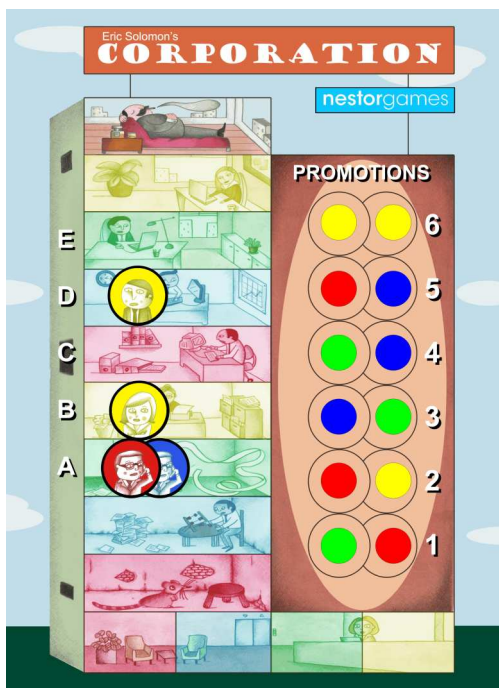 Eric Solomon's
CORPORATION
nestorgames
PROMOTIONS
6
E
D
5
C
4
B
3
A
2
1